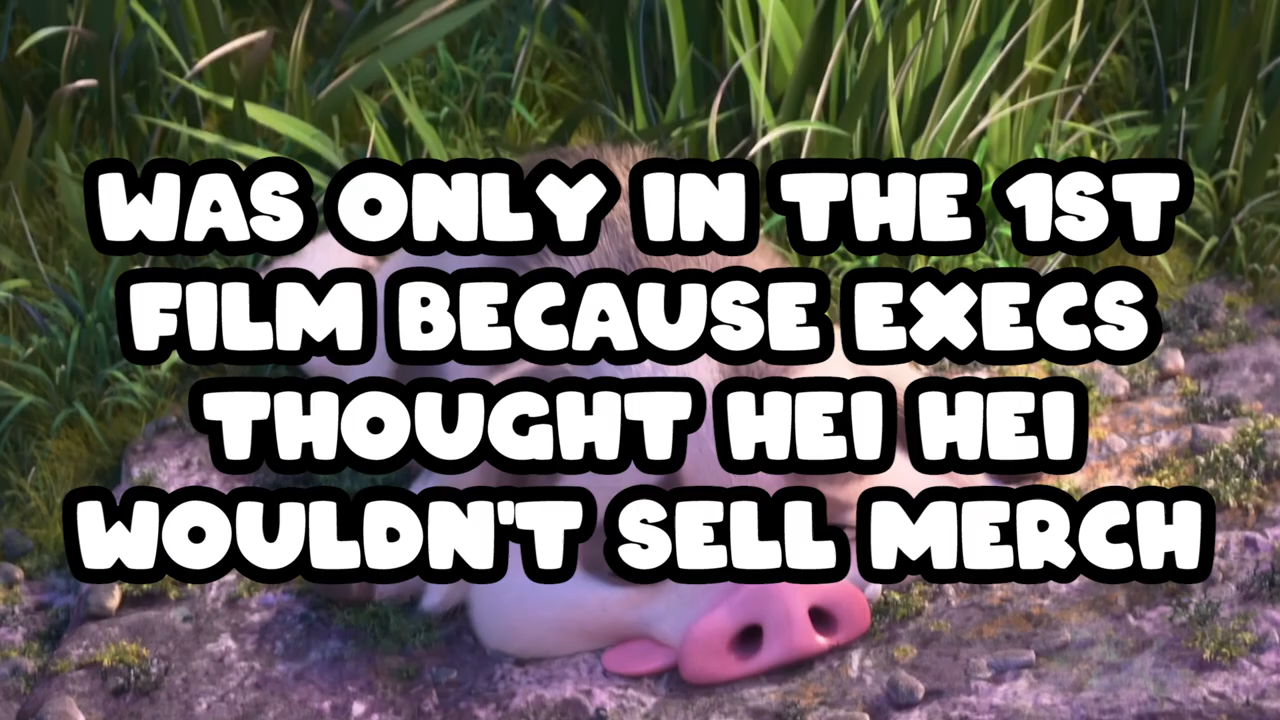 WAS ONLY IN THE 1ST
FILM BECAUSE EXECS
THOUGHT HEI HEI
WOULDN'T SELL MERCH